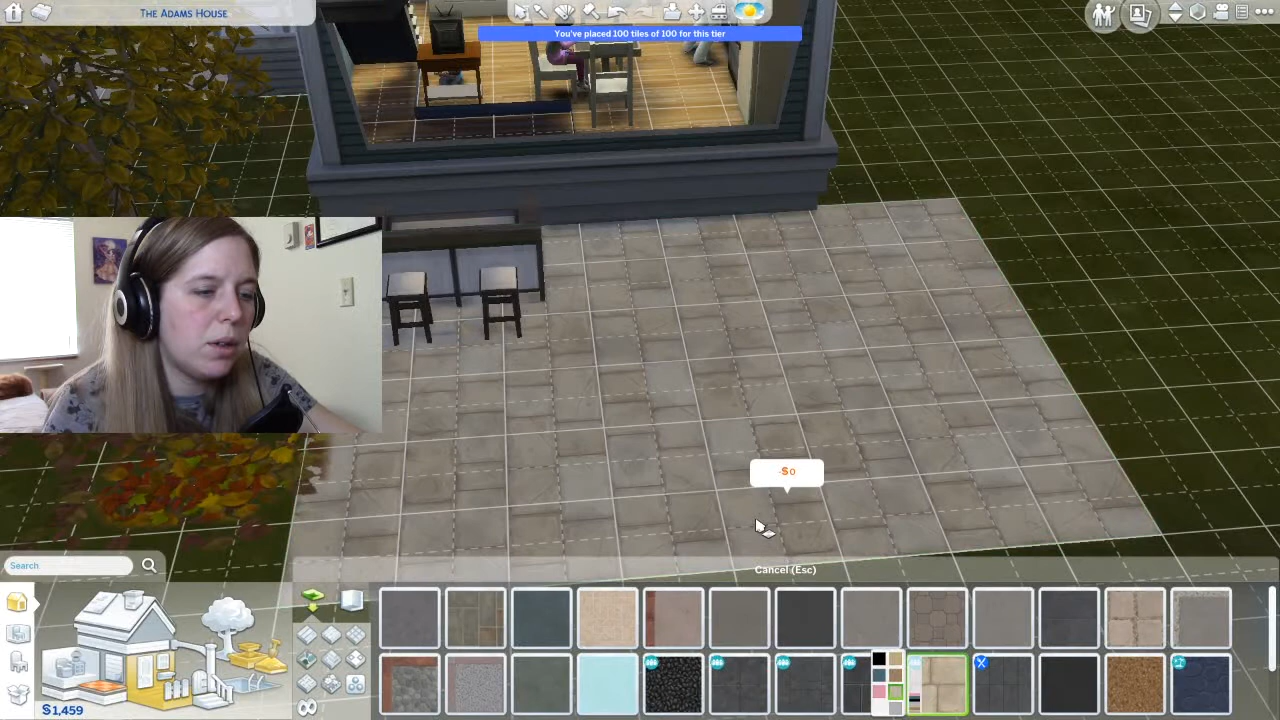 The Adams House
You've placed 100 tiles of 100 for this tier
-$0
Cancel (Esc)
Search
$1,459